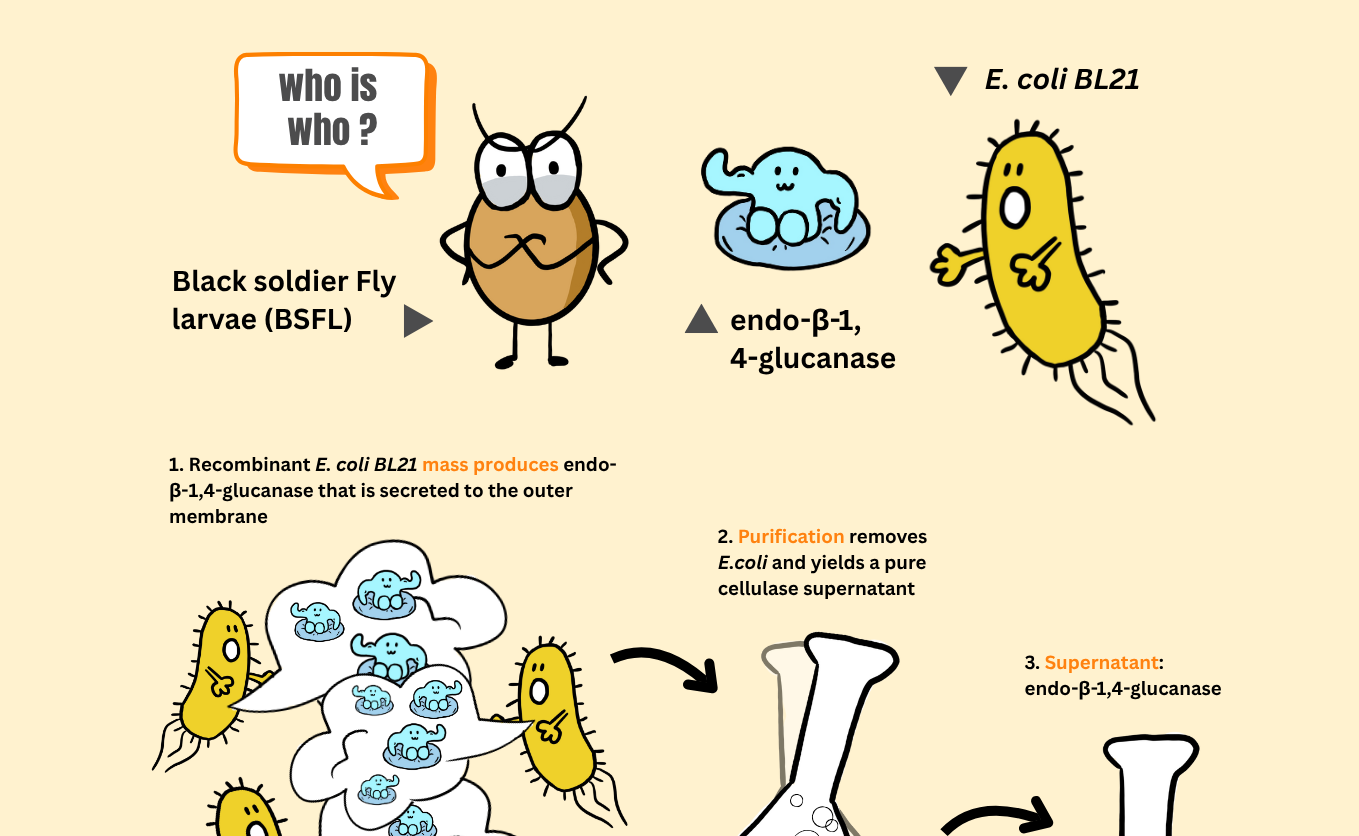 who is
who ?
Black soldier Fly
larvae (BSFL)
endo-β-1,
4-glucanase
E. coli BL21
1. Recombinant E. coli BL21 mass produces endo-
β-1,4-glucanase that is secreted to the outer
membrane
2. Purification removes
E.coli and yields a pure
cellulase supernatant
3. Supernatant:
endo-β-1,4-glucanase